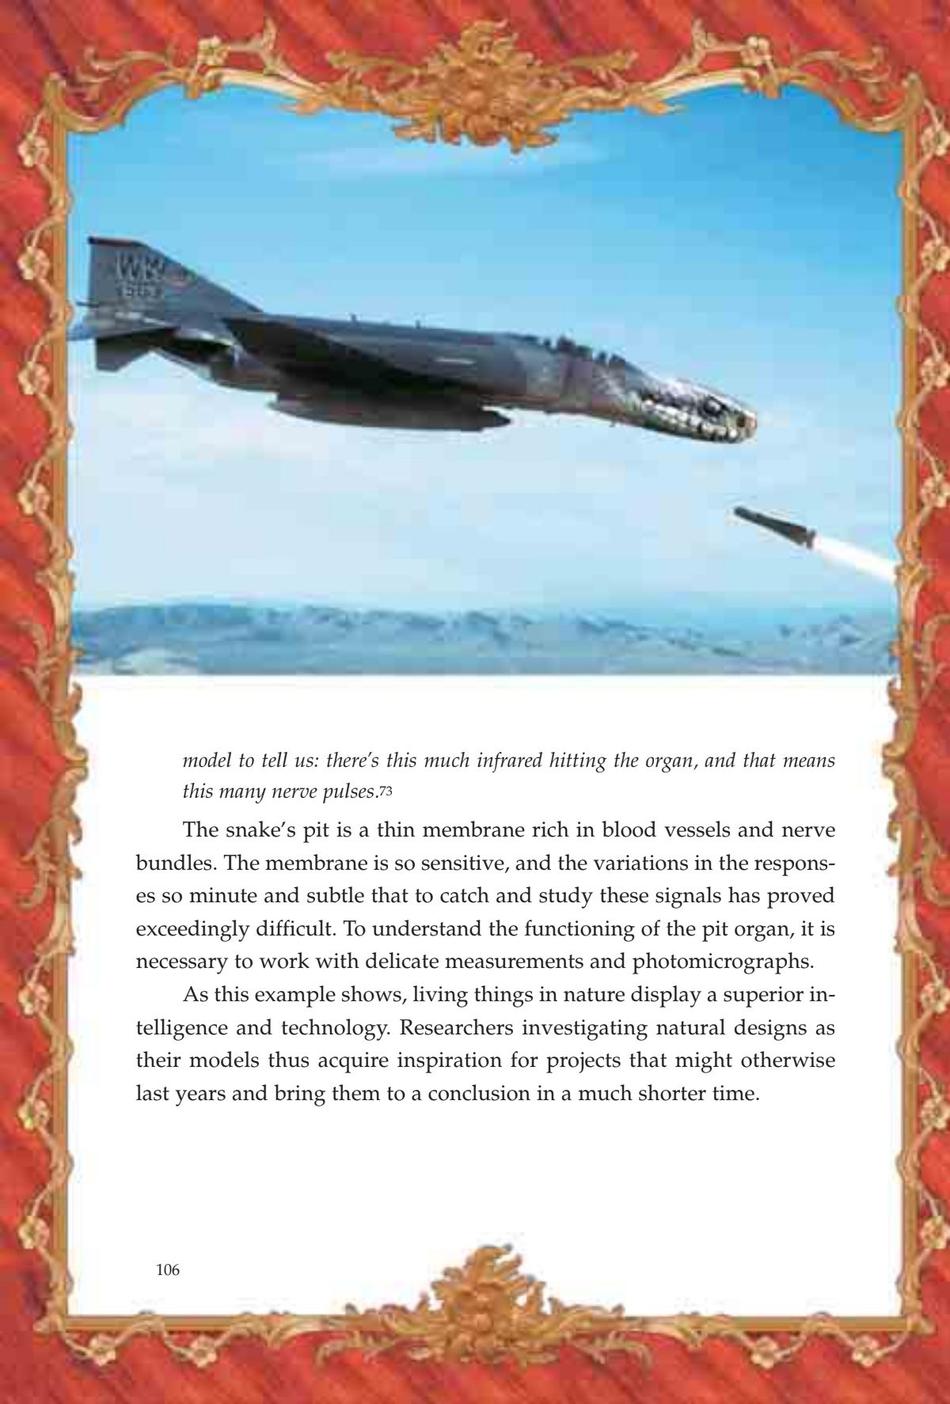 WW
model to tell us: there's this much infrared hitting the organ, and that means
this many nerve pulses.73
The snake's pit is a thin membrane rich in blood vessels and nerve
bundles. The membrane is so sensitive, and the variations in the respons-
es so minute and subtle that to catch and study these signals has proved
exceedingly difficult. To understand the functioning of the pit organ, it is
necessary to work with delicate measurements and photomicrographs.
As this example shows, living things in nature display a superior in-
telligence and technology. Researchers investigating natural designs as
their models thus acquire inspiration for projects that might otherwise
last years and bring them to a conclusion in a much shorter time.
106